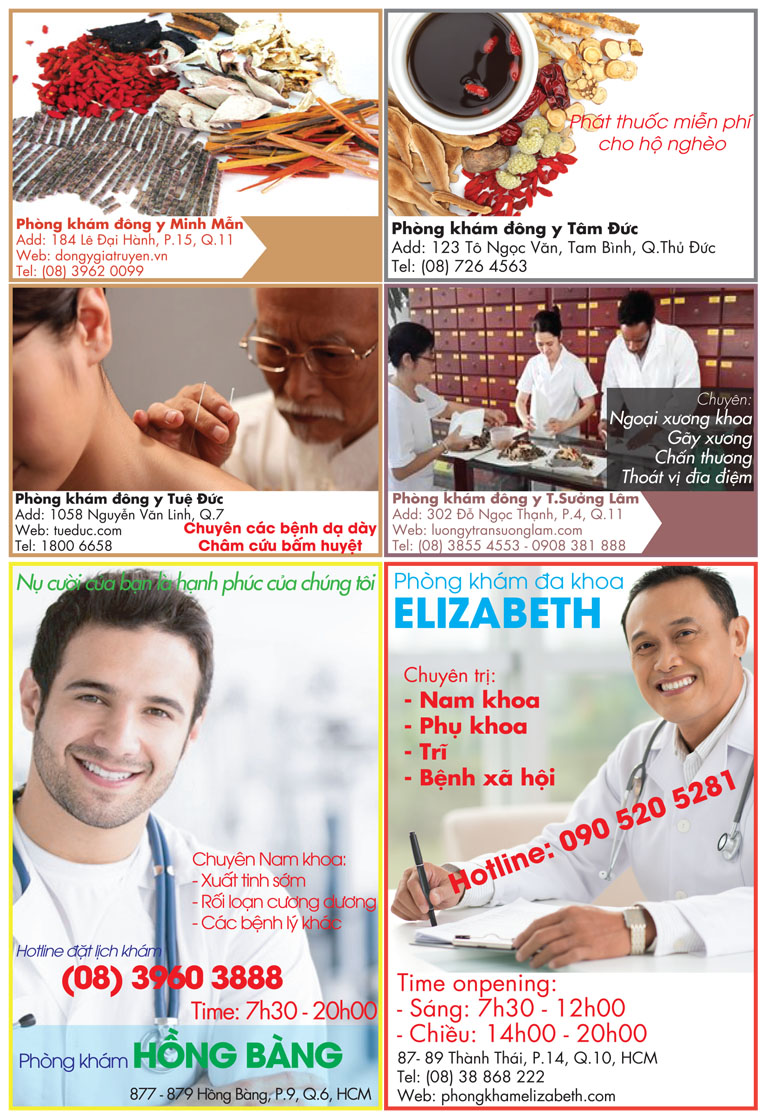 Phòng khám đông y Minh Mẫn
Add: 184 Lê Đại Hành, P.15, Q.11
Web: dongygiatruyen.vn
Tel: (08) 3962 0099
Phát thuốc miễn phí
cho hộ nghèo
Phòng khám đông y Tâm Đức
Add: 123 Tô Ngọc Vân, Tam Bình, Q.Thủ Đức
Tel: (08) 726 4563
Phòng khám đông y Tuệ Đức
Add: 1058 Nguyễn Văn Linh, Q.7
Web: tueduc.com
Tel: 1800 6658
Chuyên các bệnh dạ dày
Châm cứu bấm huyệt
Chuyên:
Ngoại xương khoa
Gãy xương
Chấn thương
Thoát vị đĩa điệm
Phòng khám đông y T.Sường Lâm
Add: 302 Đỗ Ngọc Thạnh, P.4, Q.11
Web: luongytransuonglam.com
Tel: (08) 3855 4553 - 0908 381 888
Nụ cười của bạn là hạnh phúc của chúng tôi
Chuyên Nam khoa:
- Xuất tinh sớm
- Rối loạn cương dương
- Các bệnh lý khác
Hotline đặt lịch khám
(08) 3960 3888
Time: 7h30 - 20h00
Phòng khám HỒNG BÀNG
877 - 879 Hồng Bàng, P.9, Q.6, HCM
Phòng khám đa khoa
ELIZABETH
Chuyên trị:
- Nam khoa
- Phụ khoa
- Trĩ
- Bệnh xã hội
Hotline: 090 520 5281
Time onpening:
- Sáng: 7h30 - 12h00
- Chiều: 14h00 - 20h00
87- 89 Thành Thái, P.14, Q.10, HCM
Tel: (08) 38 868 222
Web: phongkhamelizabeth.com